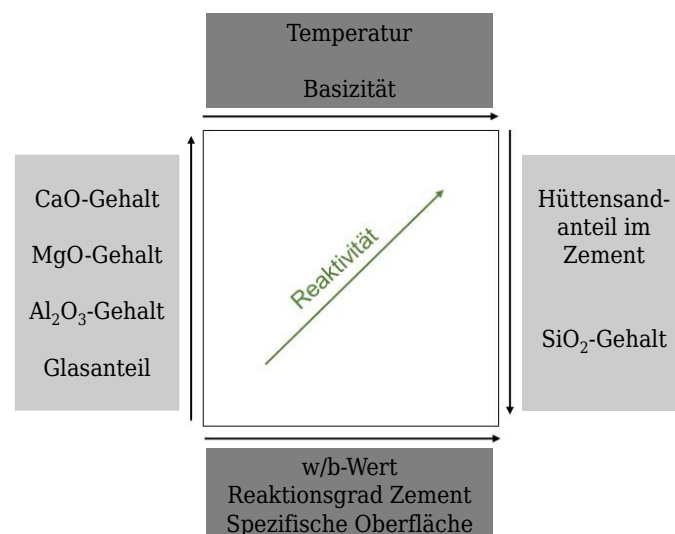 Temperatur
Basizität
CaO-Gehalt
MgO-Gehalt
Al₂O₃-Gehalt
Glasanteil
Reaktivität
Hüttensand-
anteil im
Zement
SiO₂-Gehalt
w/b-Wert
Reaktionsgrad Zement
Spezifische Oberfläche